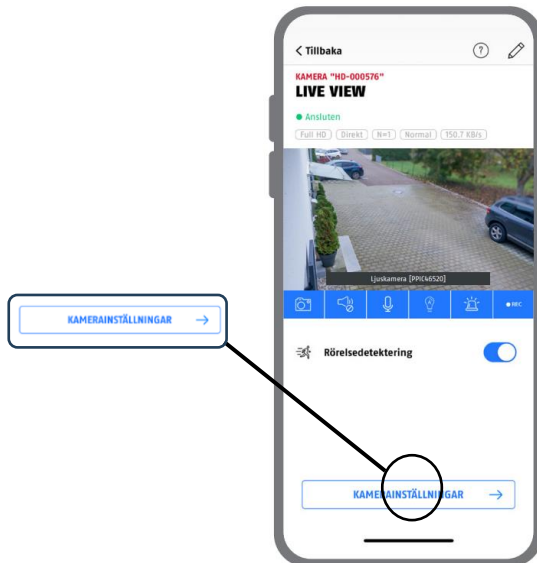 Tillbaka
?
KAMERA "HD-000576"
LIVE VIEW
Ansluten
Full HD Direkt N=1 Normal 150.7 KB/s
Ljuskamera [PPIC46520]
REC
KAMERAINSTÄLLNINGAR
Rörelsedetektering
KAMERAINSTÄLLNINGAR